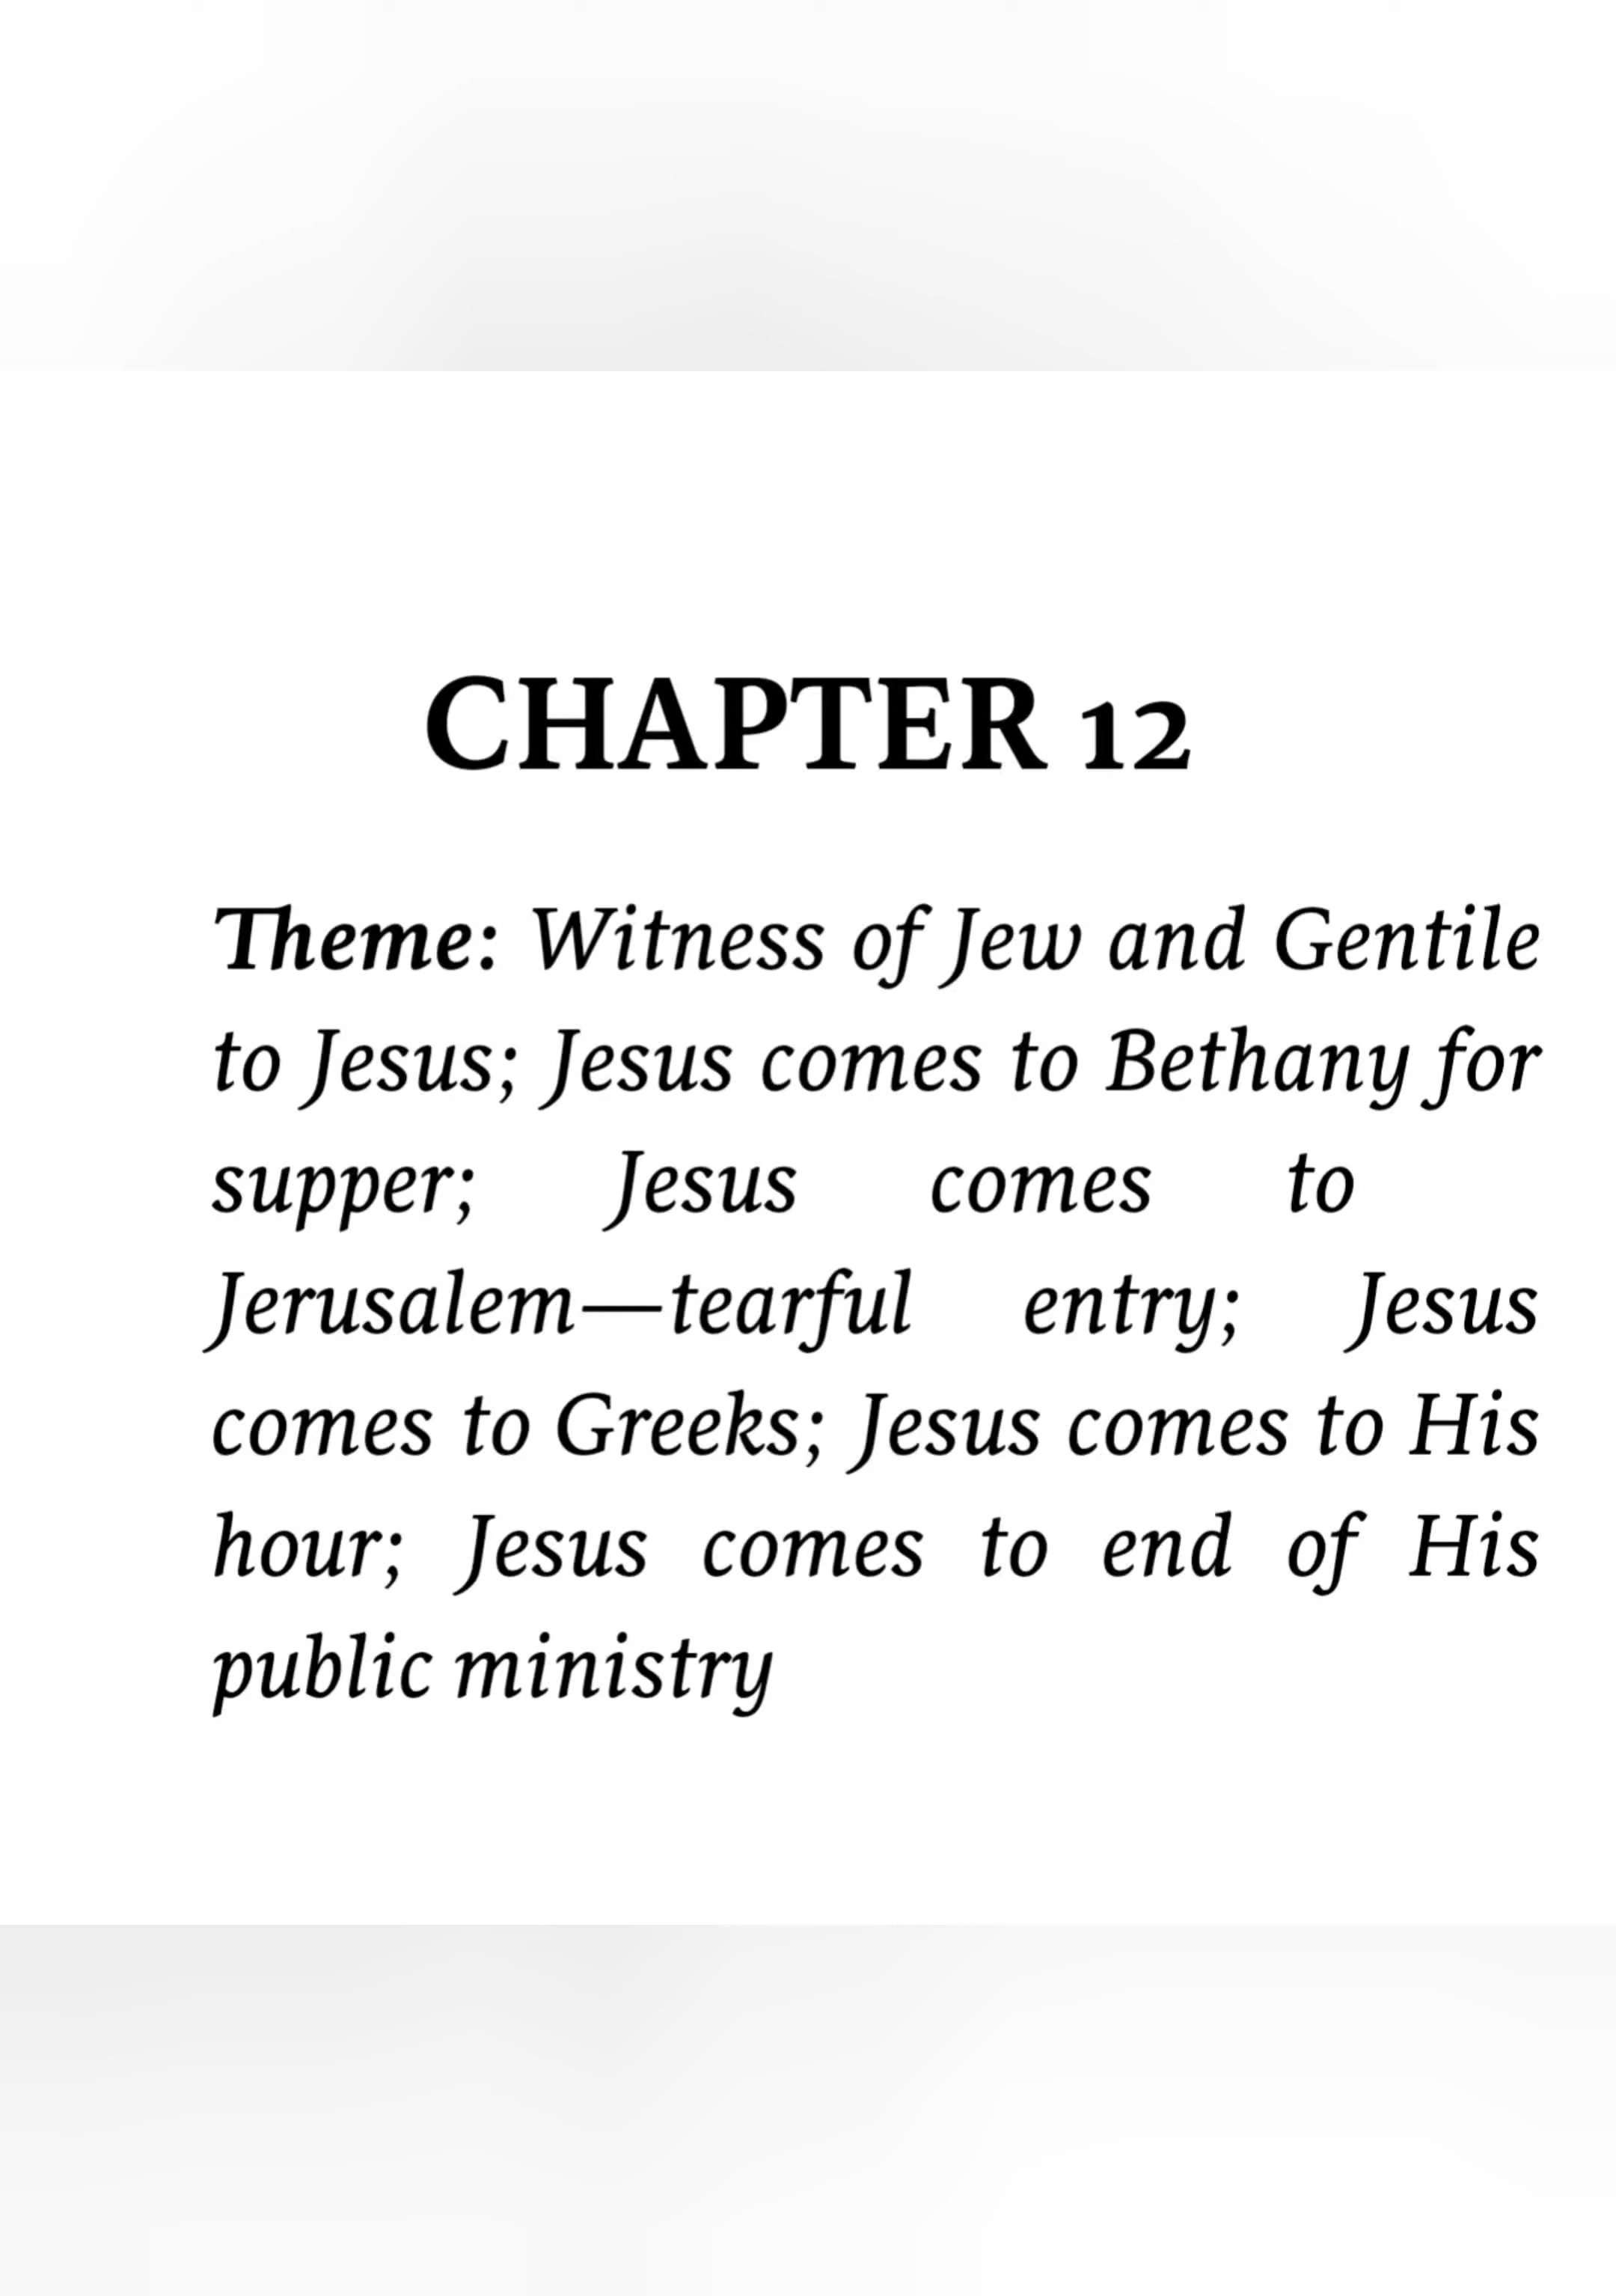 CHAPTER 12
Theme: Witness of Jew and Gentile
to Jesus; Jesus comes to Bethany for
supper; Jesus comes to
Jerusalem—tearful entry; Jesus
comes to Greeks; Jesus comes to His
hour; Jesus comes to end of His
public ministry